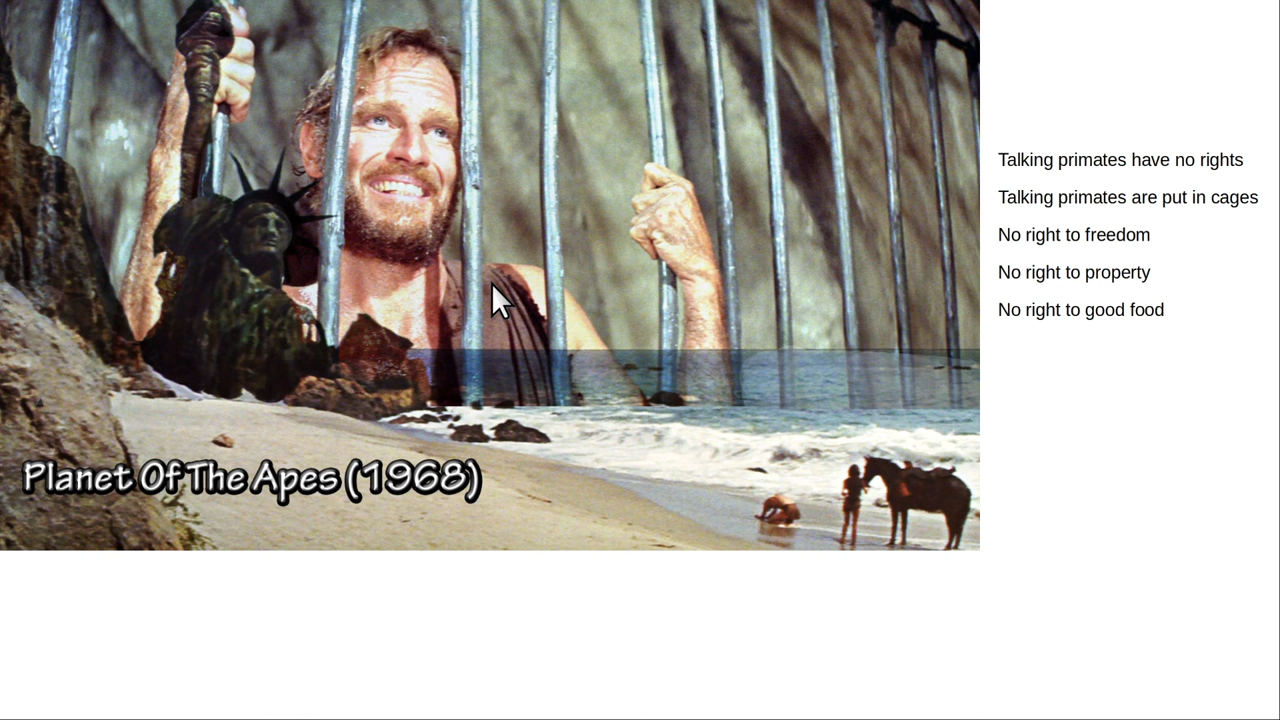 Talking primates have no rights
Talking primates are put in cages
No right to freedom
No right to property
No right to good food
Planet Of The Apes (1968)